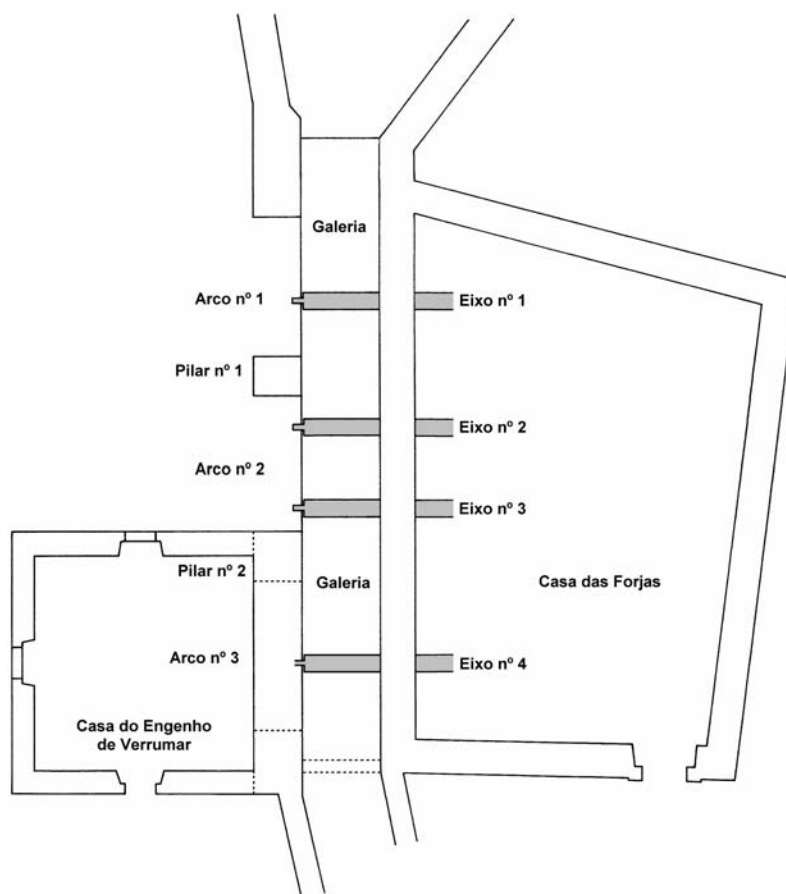 Galeria
Arco nº 1
Eixo nº 1
Pilar nº 1
Eixo nº 2
Arco nº 2
Eixo nº 3
Pilar nº 2
Galeria
Casa das Forjas
Arco nº 3
Eixo nº 4
Casa do Engenho
de Verrumar